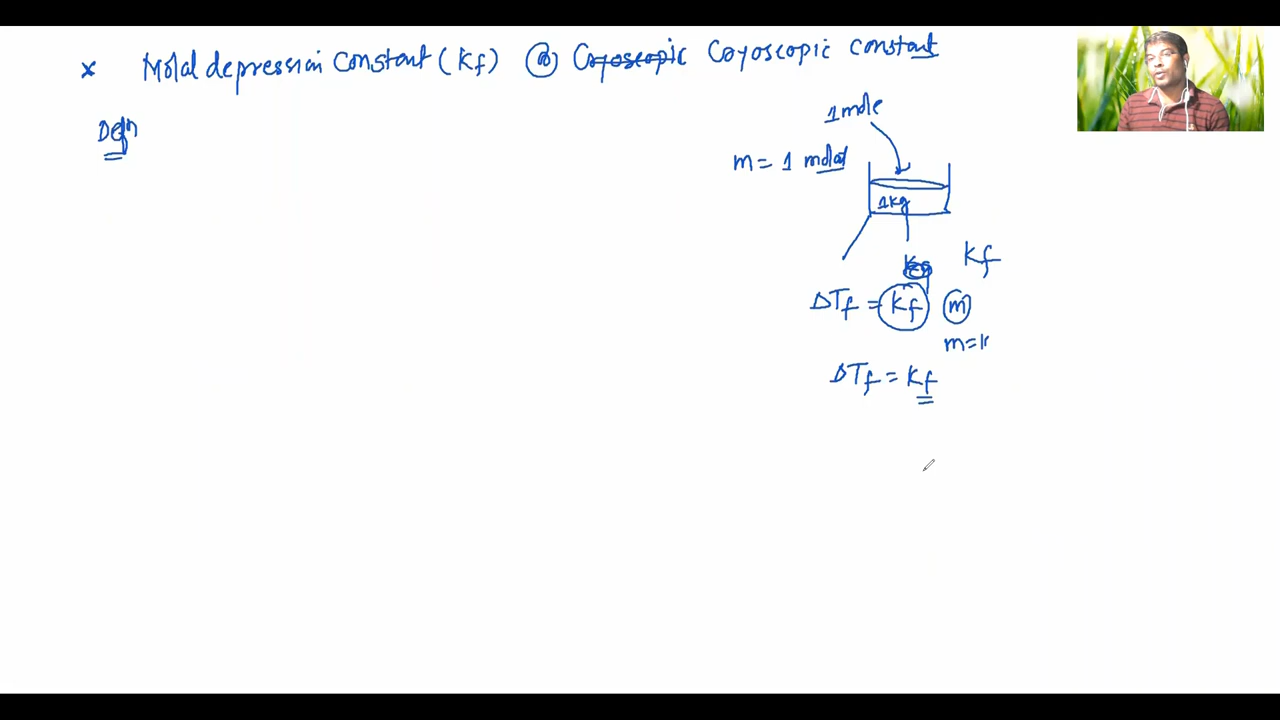 × Molal depression Constant (Kf) @ Cryoscopic Cryoscopic constant
Defn
1 mole
m = 1 molal
1kg
Kf
ΔTf = Kf m
m=1
ΔTf = Kf